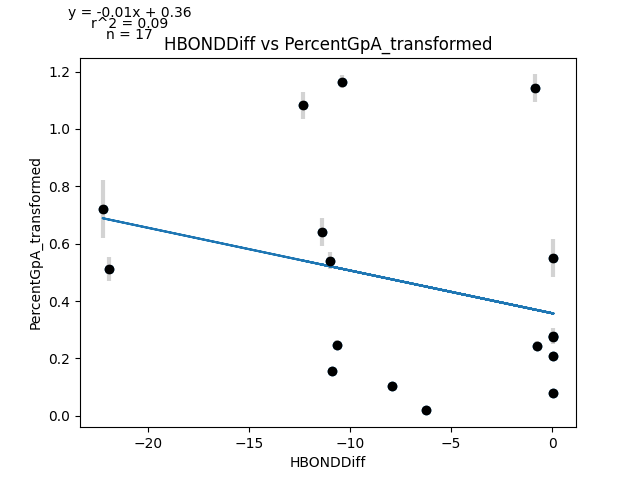 y = -0.01x + 0.36
r^2 = 0.09
n = 17
HBONDDiff vs PercentGpA_transformed
PercentGpA_transformed
1.2
1.0
0.8
0.6
0.4
0.2
0.0
−20
−15
−10
−5
0
HBONDDiff